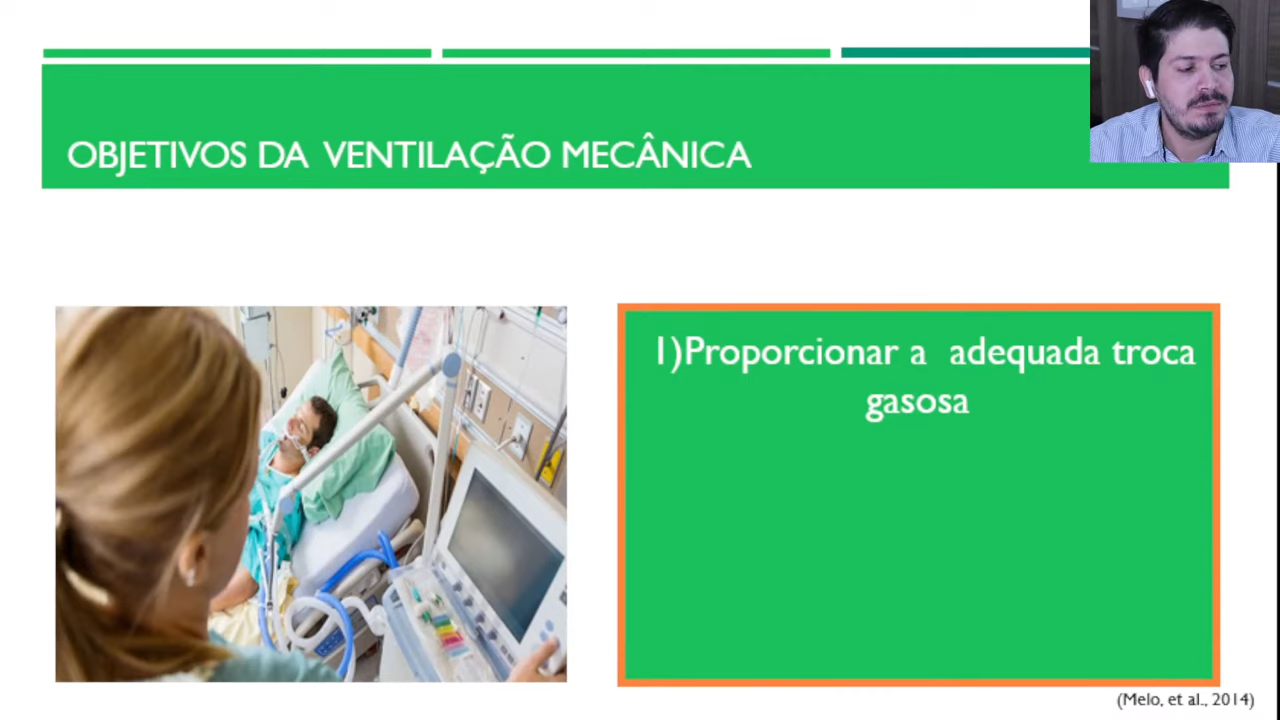 OBJETIVOS DA VENTILAÇÃO MECÂNICA
1)Proporcionar a adequada troca
gasosa
(Melo, et al., 2014)